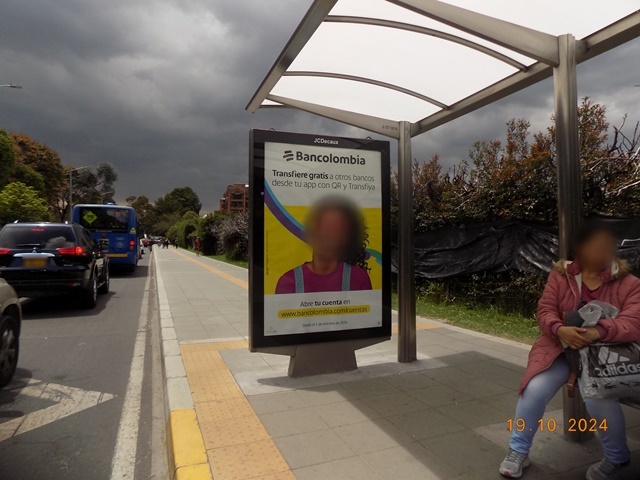 JCDecaux
Bancolombia
Transfiere gratis a otros bancos
desde tu app con QR y Transfiya
Abre tu cuenta en
www.bancolombia.com/cuentas
adidas
19.10.2024